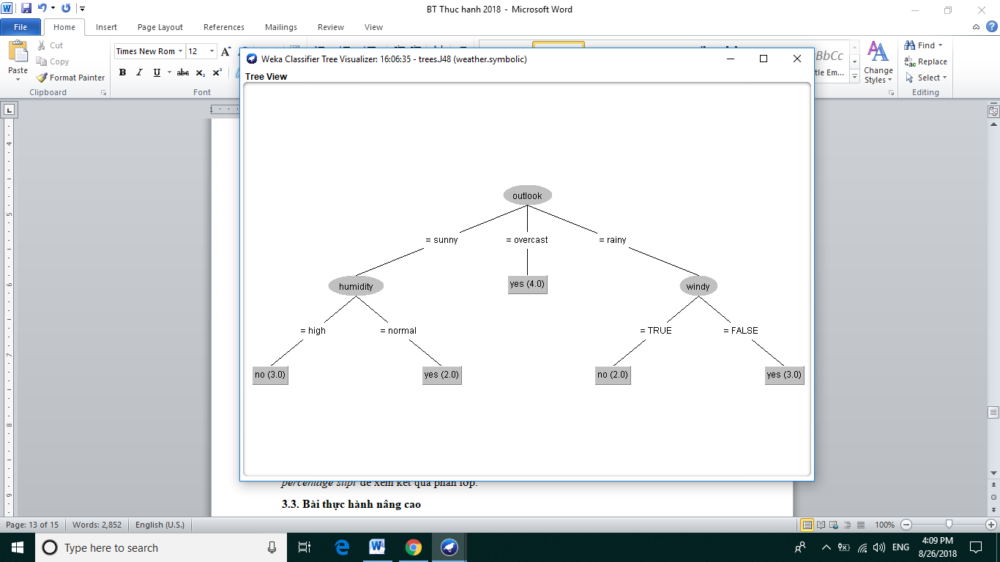 BT Thuc hanh 2018 - Microsoft Word
File Home Insert Page Layout References Mailings Review View
Paste
Cut
Copy
Format Painter
Clipboard
Times New Rom 12
B I U abc x₂ x²
Font
BbCc
tle Em...
Change
Styles
Find
Replace
Select
Editing
Weka Classifier Tree Visualizer: 16:06:35 - trees.J48 (weather.symbolic)
Tree View
outlook
= sunny = overcast = rainy
humidity yes (4.0) windy
= high = normal = TRUE = FALSE
no (3.0) yes (2.0) no (2.0) yes (3.0)
percentage slipt để xem kết quả phân lớp.
3.3. Bài thực hành nâng cao
Page: 13 of 15 Words: 2,852 English (U.S.) 100%
Type here to search
ENG
4:09 PM
8/26/2018